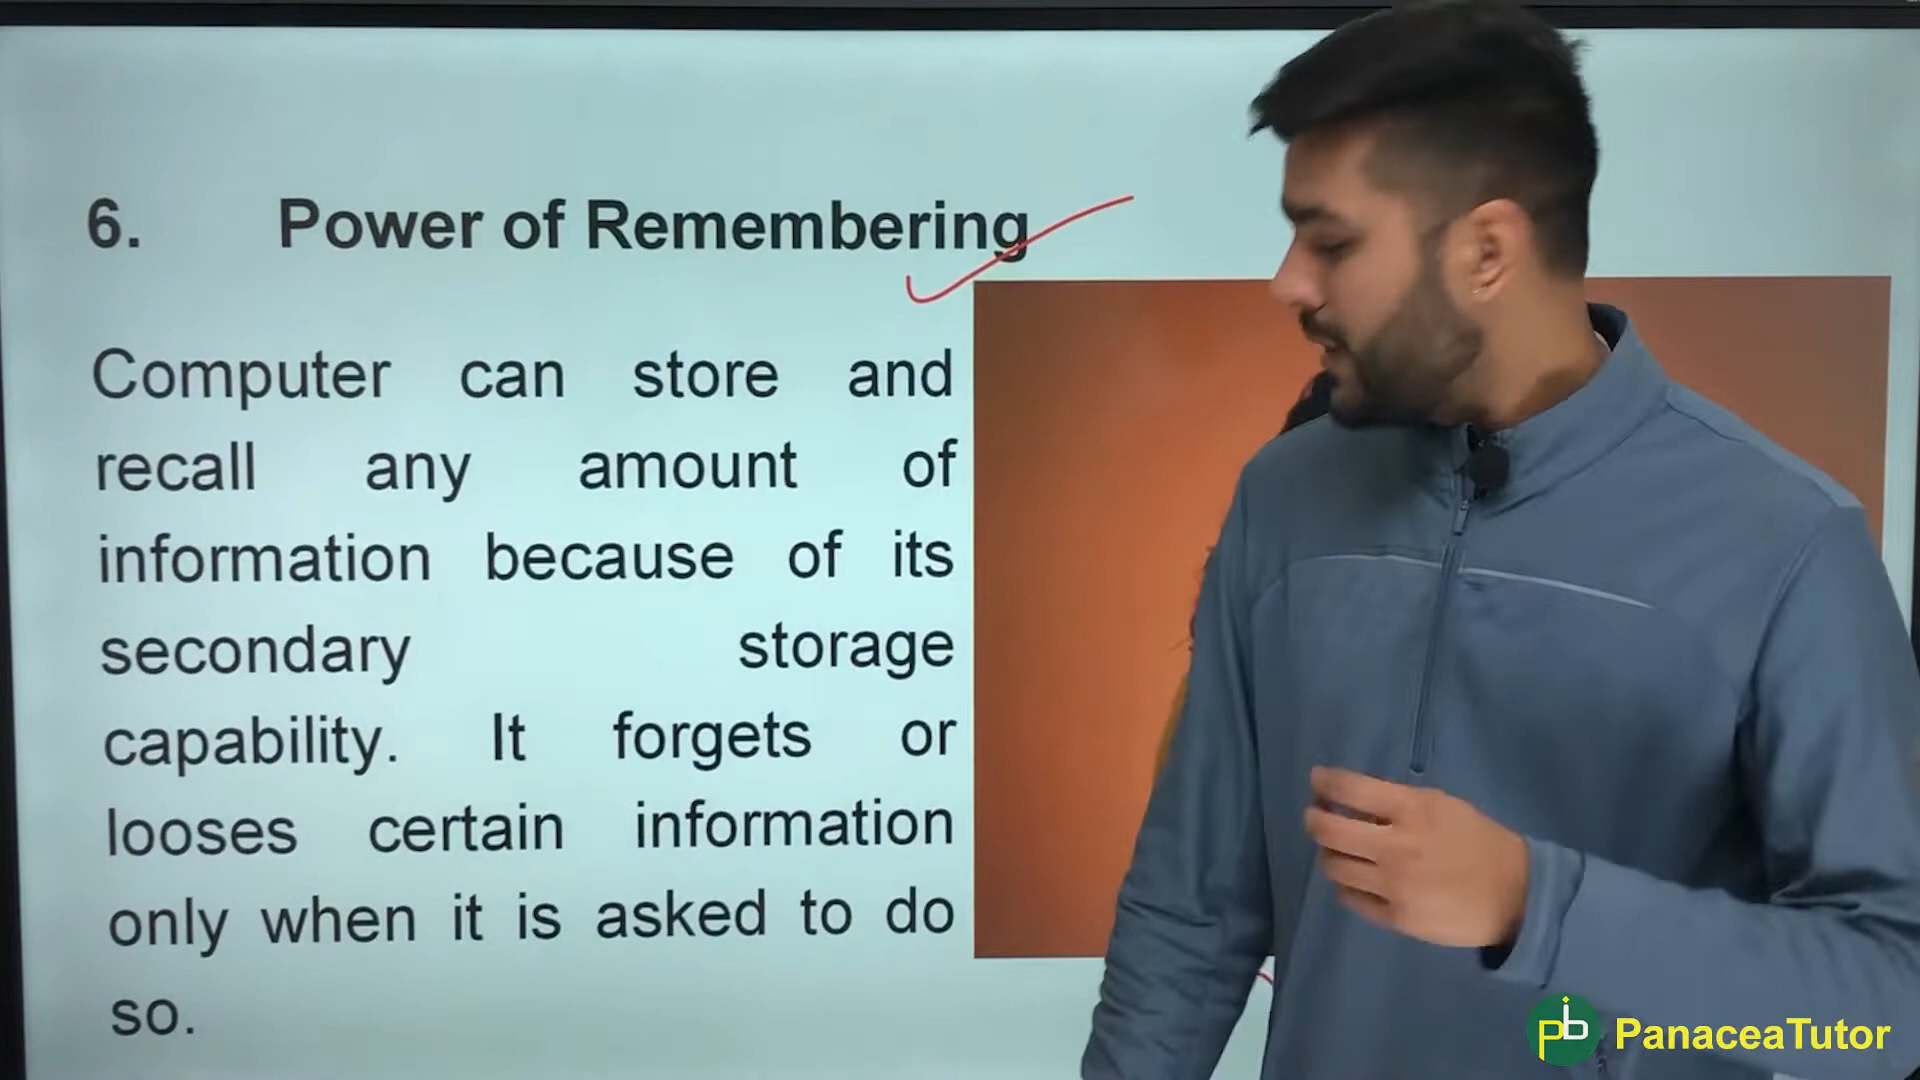 6. Power of Remembering
Computer can store and
recall any amount of
information because of its
secondary storage
capability. It forgets or
looses certain information
only when it is asked to do
so.
pib PanaceaTutor